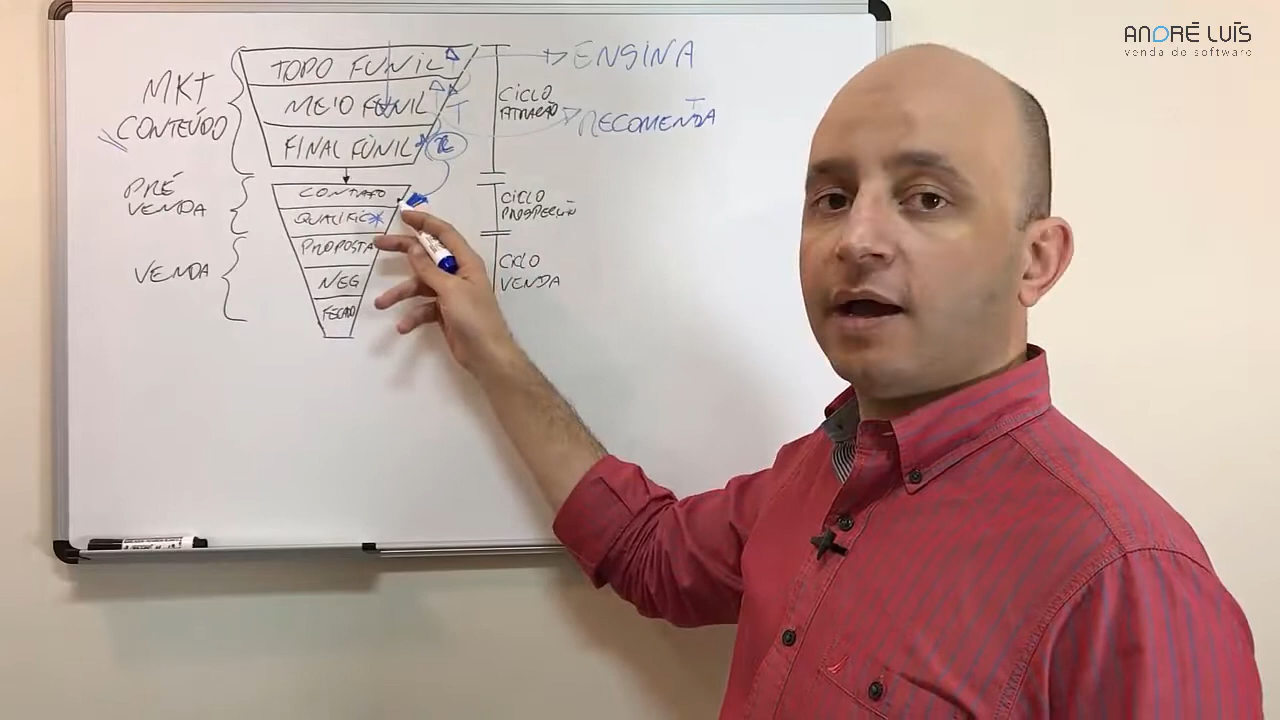 ANDRÉ LUÍS
venda de software
MKT
CONTEÚDO
PRÉ
VENDA
VENDA
TOPO FUNIL
MEIO FUNIL
FINAL FUNIL
CONTATO
QUALIFIC
PROPOSTA
NEG
CICLO
ATRAÇÃO
CICLO
PROSPECÇÃO
CICLO
VENDA
ENSINA
RECOMENDA